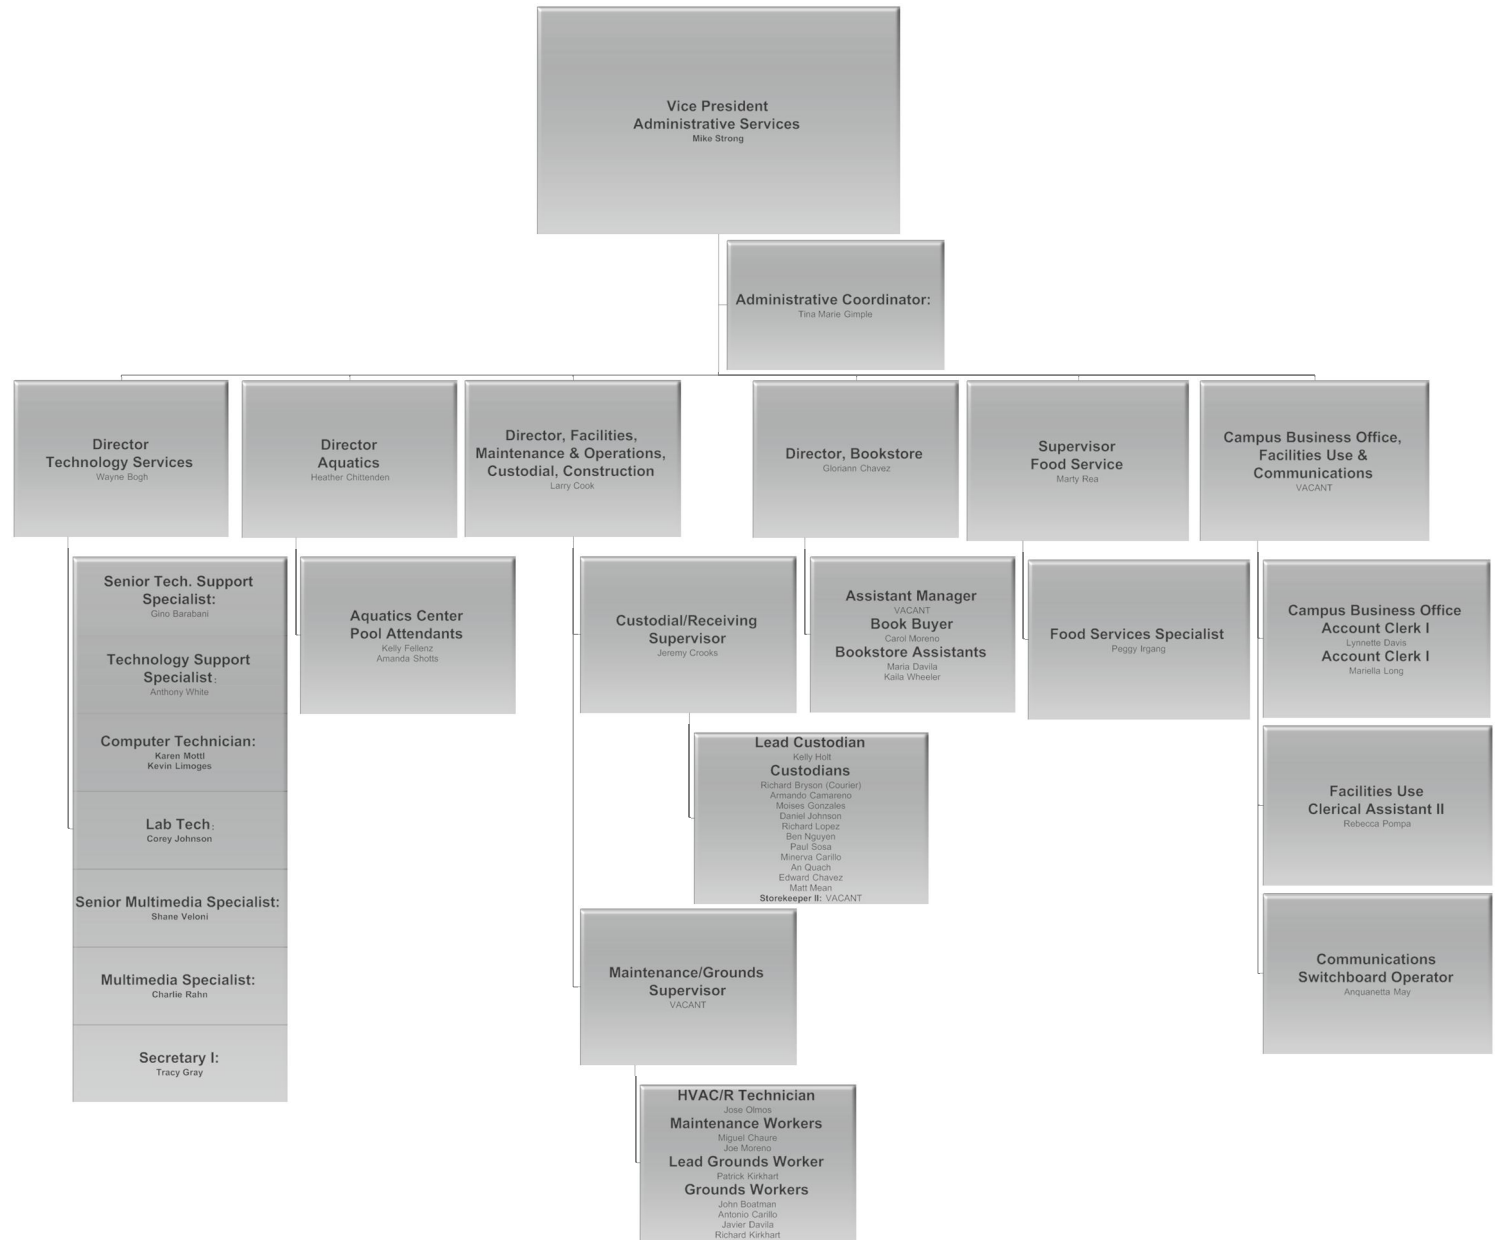 Vice President
Administrative Services
Mike Strong
Administrative Coordinator:
Tina Marie Gimple
Director
Technology Services
Wayne Bogh
Director
Aquatics
Heather Chittenden
Director, Facilities,
Maintenance & Operations,
Custodial, Construction
Larry Cook
Director, Bookstore
Gloriann Chavez
Supervisor
Food Service
Marty Rea
Campus Business Office,
Facilities Use &
Communications
VACANT
Senior Tech. Support
Specialist:
Gino Barabani
Technology Support
Specialist:
Anthony White
Computer Technician:
Karen Mottl
Kevin Limoges
Lab Tech:
Corey Johnson
Senior Multimedia Specialist:
Shane Veloni
Multimedia Specialist:
Charlie Rahn
Secretary I:
Tracy Gray
Aquatics Center
Pool Attendants
Kelly Fellenz
Amanda Shotts
Custodial/Receiving
Supervisor
Jeremy Crooks
Lead Custodian
Kelly Holt
Custodians
Richard Bryson (Courier)
Armando Camareno
Moises Gonzales
Daniel Johnson
Richard Lopez
Ben Nguyen
Paul Sosa
Minerva Carillo
An Quach
Edward Chavez
Matt Mean
Storekeeper II: VACANT
Maintenance/Grounds
Supervisor
VACANT
HVAC/R Technician
Jose Olmos
Maintenance Workers
Miguel Chaure
Joe Moreno
Lead Grounds Worker
Patrick Kirkhart
Grounds Workers
John Boatman
Antonio Carillo
Javier Davila
Richard Kirkhart
Assistant Manager
VACANT
Book Buyer
Carol Moreno
Bookstore Assistants
Maria Davila
Kaila Wheeler
Food Services Specialist
Peggy Irgang
Campus Business Office
Account Clerk I
Lynnette Davis
Account Clerk I
Mariella Long
Facilities Use
Clerical Assistant II
Rebecca Pompa
Communications
Switchboard Operator
Anquanetta May